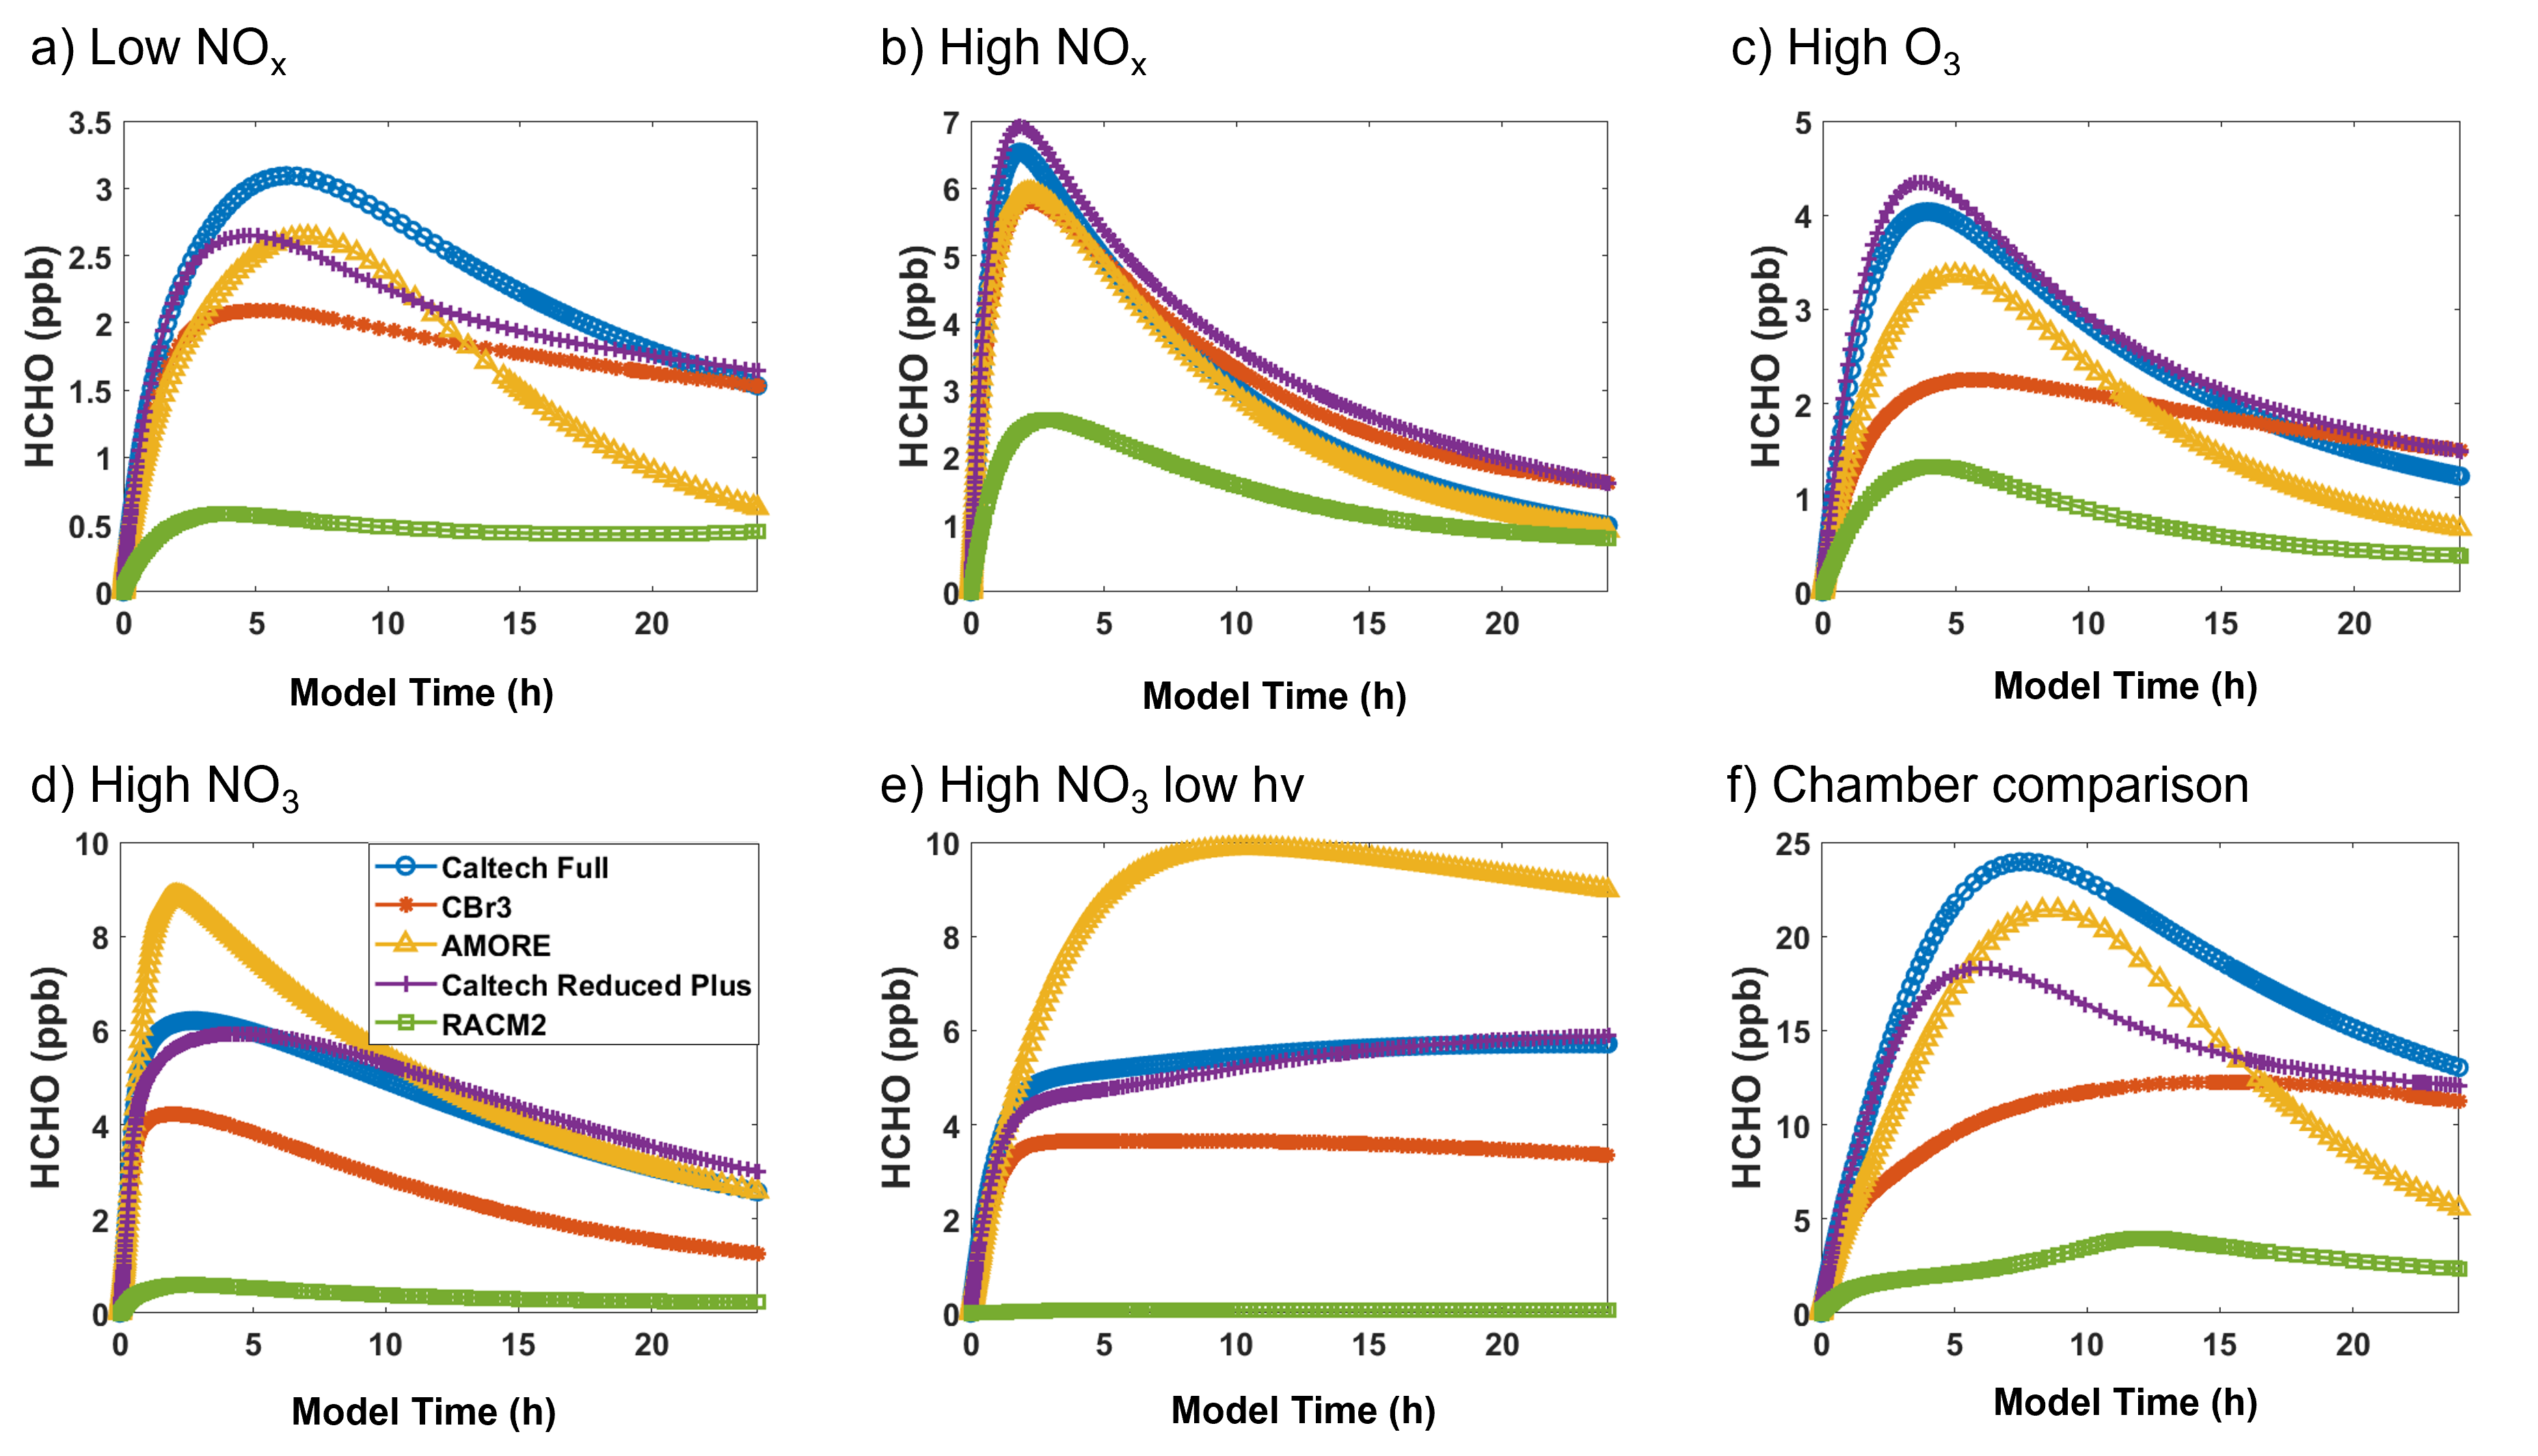 a) Low NOx
b) High NOx
c) High O3
HCHO (ppb)
3.5
3
2.5
2
1.5
1
0.5
0
0 5 10 15 20
Model Time (h)
HCHO (ppb)
7
6
5
4
3
2
1
0
0 5 10 15 20
Model Time (h)
HCHO (ppb)
5
4
3
2
1
0
0 5 10 15 20
Model Time (h)
d) High NO3
e) High NO3 low hv
f) Chamber comparison
HCHO (ppb)
10
8
6
4
2
0
0 5 10 15 20
Model Time (h)
Caltech Full
CBr3
AMORE
Caltech Reduced Plus
RACM2
HCHO (ppb)
10
8
6
4
2
0
0 5 10 15 20
Model Time (h)
HCHO (ppb)
25
20
15
10
5
0
0 5 10 15 20
Model Time (h)